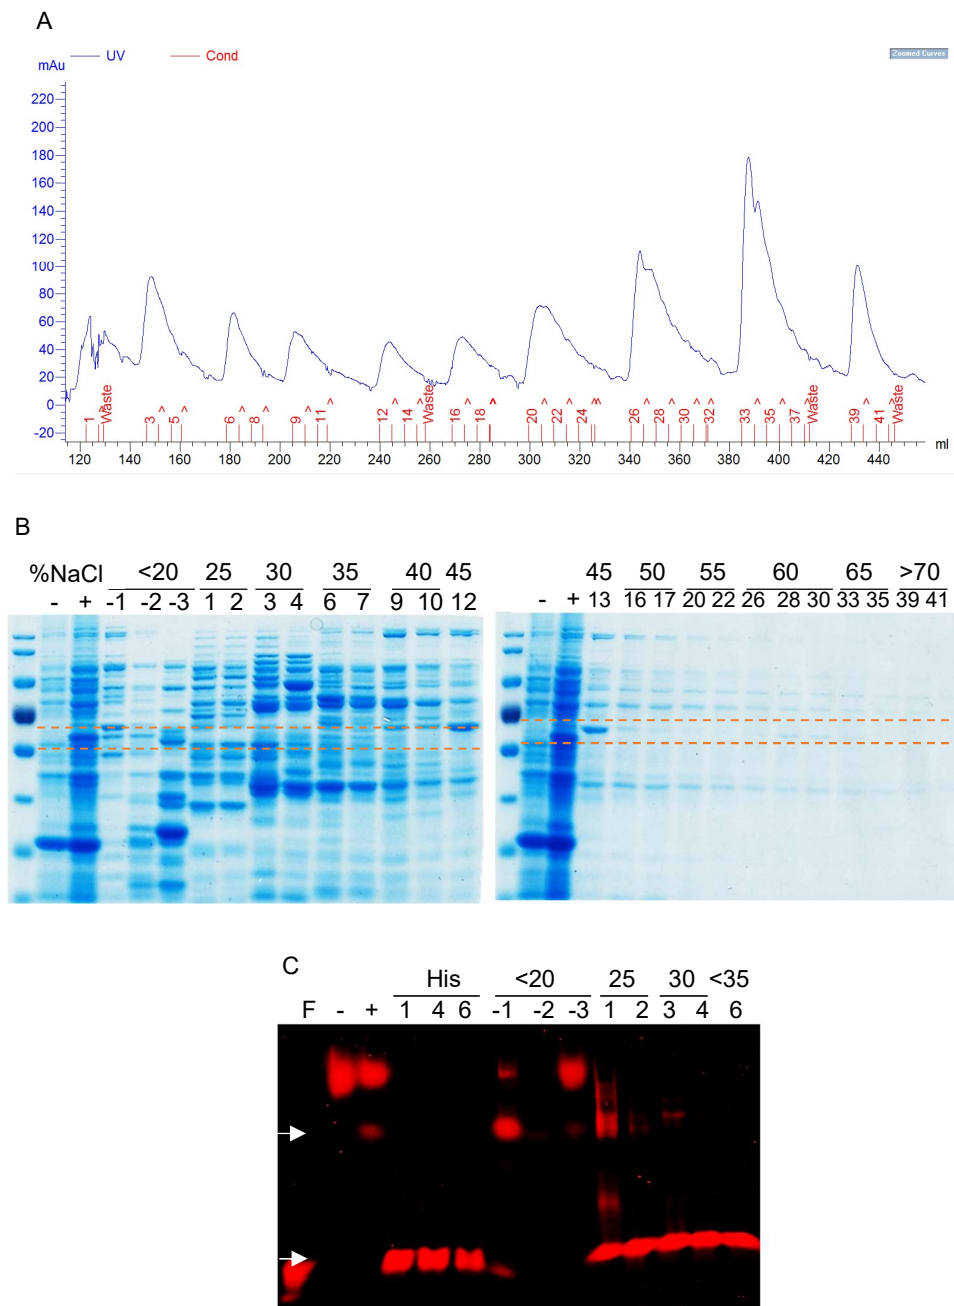 A
UV Cond Zoomed Curves
mAu
220
200
180
160
140
120
100
80
60
40
20
0
-20
1 Waste 3 5 6 8 9 11 12 14 Waste 16 18 20 22 24 26 28 30 32 33 35 37 Waste 39 41 Waste
120 140 160 180 200 220 240 260 280 300 320 340 360 380 400 420 440 ml
B
%NaCl <20 25 30 35 40 45 45 50 55 60 65 >70
- + -1 -2 -3 1 2 3 4 6 7 9 10 12 - + 13 16 17 20 22 26 28 30 33 35 39 41
C
His <20 25 30 <35
F - + 1 4 6 -1 -2 -3 1 2 3 4 6